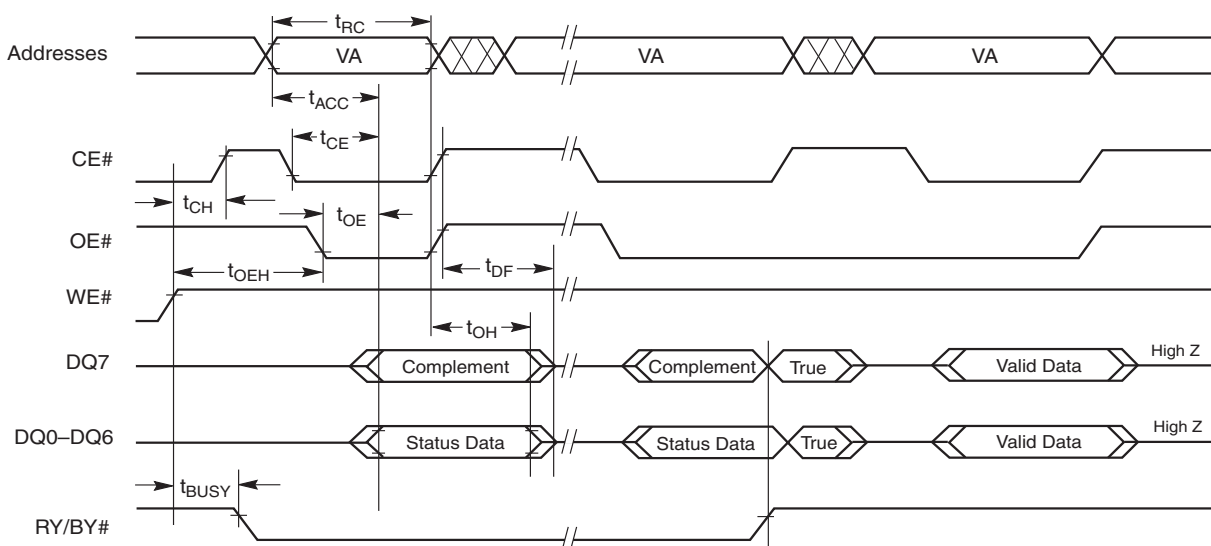 tRC
Addresses VA VA VA
tACC
tCE
CE#
tCH tOE
OE#
tOEH tDF
WE#
tOH
DQ7 Complement Complement True Valid Data High Z
DQ0–DQ6 Status Data Status Data True Valid Data High Z
tBUSY
RY/BY#